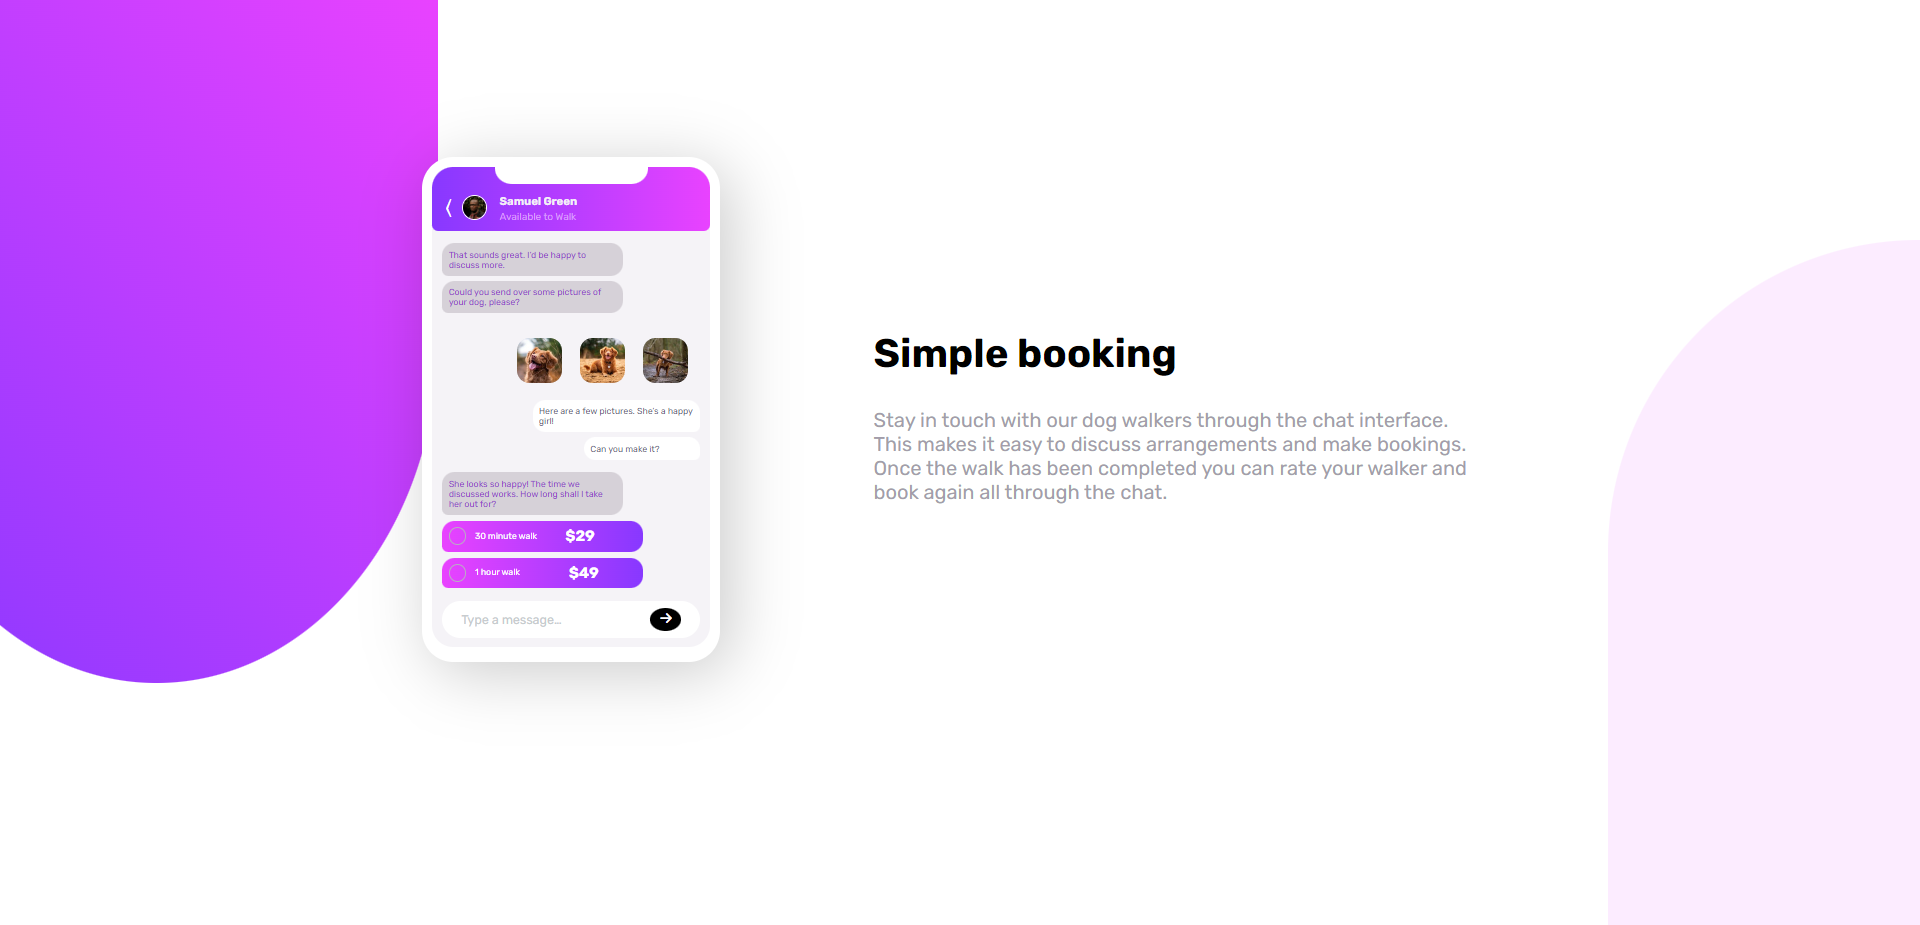 Samuel Green
Available to Walk
That sounds great. I'd be happy to
discuss more.
Could you send over some pictures of
your dog, please?
Here are a few pictures. She's a happy
girl!
Can you make it?
She looks so happy! The time we
discussed works. How long shall I take
her out for?
30 minute walk $29
1 hour walk $49
Type a message...
Simple booking
Stay in touch with our dog walkers through the chat interface.
This makes it easy to discuss arrangements and make bookings.
Once the walk has been completed you can rate your walker and
book again all through the chat.